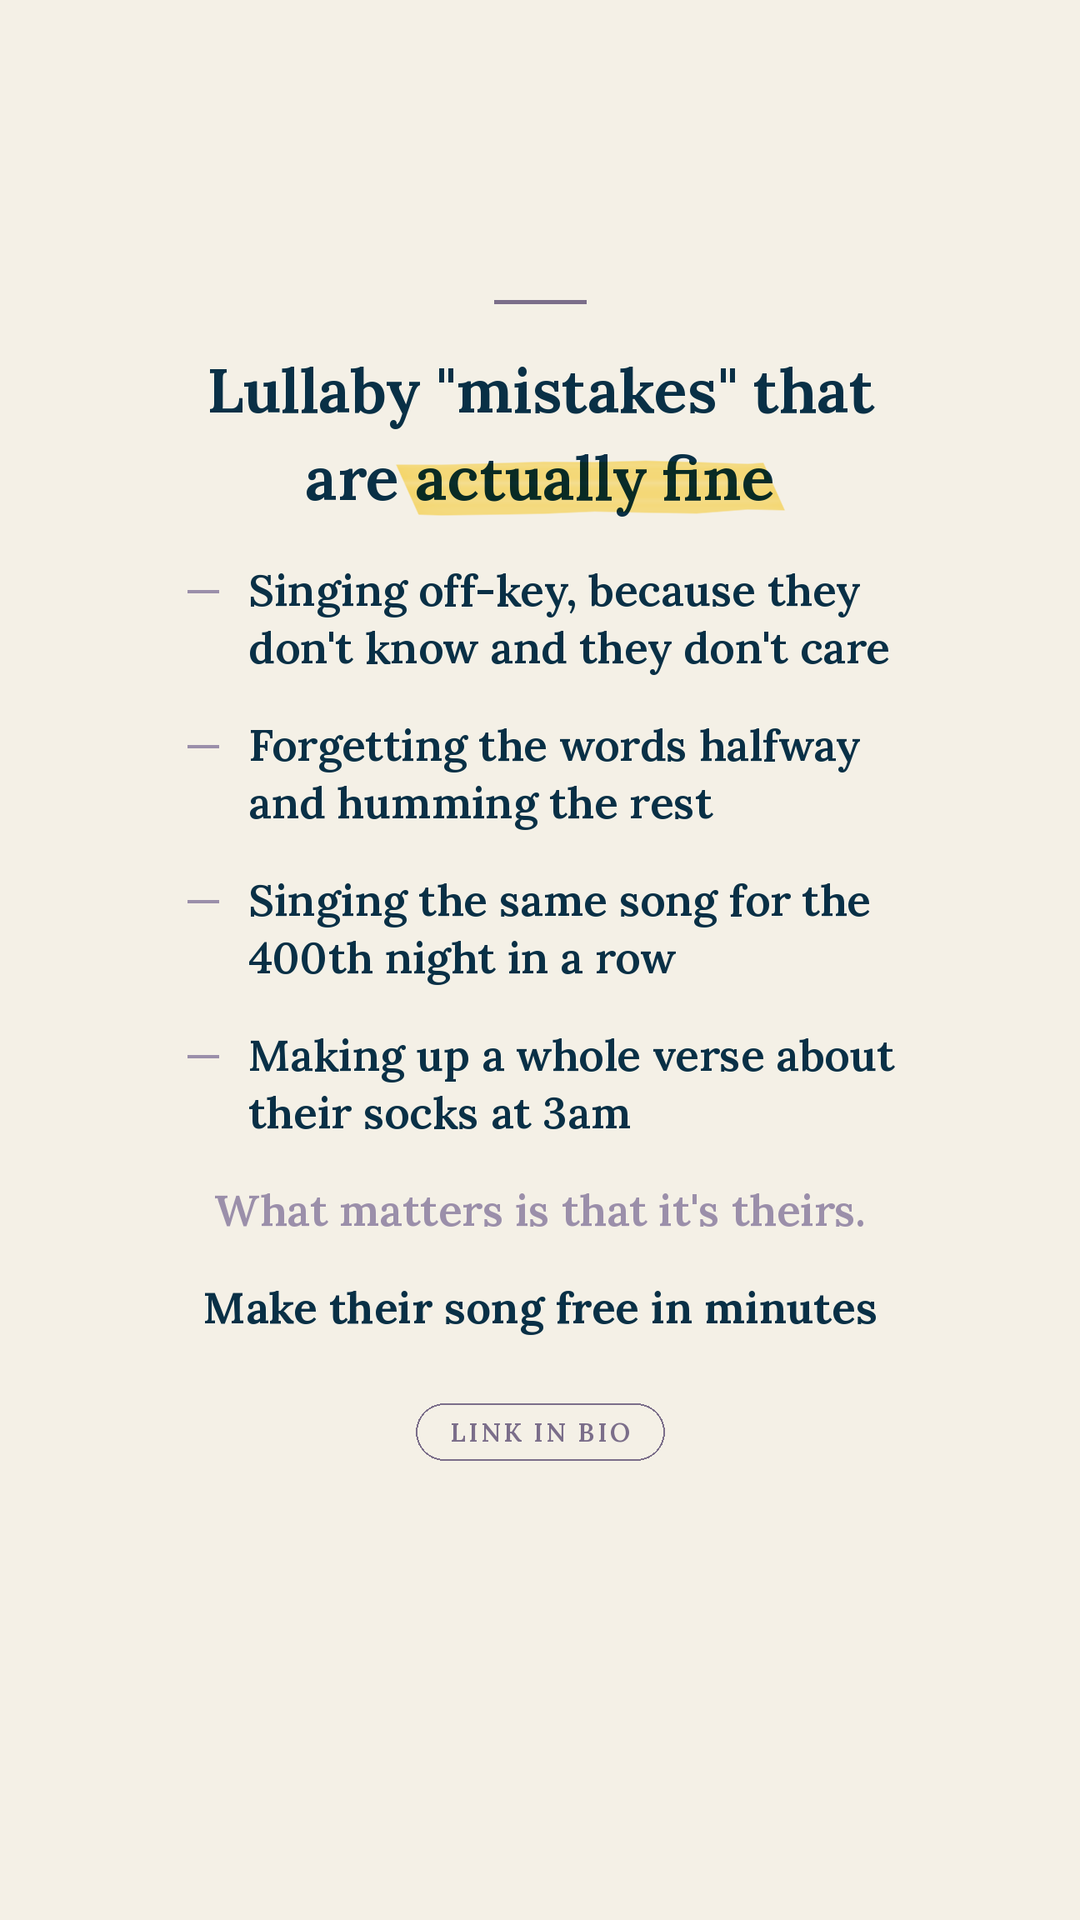 Lullaby "mistakes" that
are actually fine
— Singing off-key, because they
don't know and they don't care
— Forgetting the words halfway
and humming the rest
— Singing the same song for the
400th night in a row
— Making up a whole verse about
their socks at 3am
What matters is that it's theirs.
Make their song free in minutes
LINK IN BIO